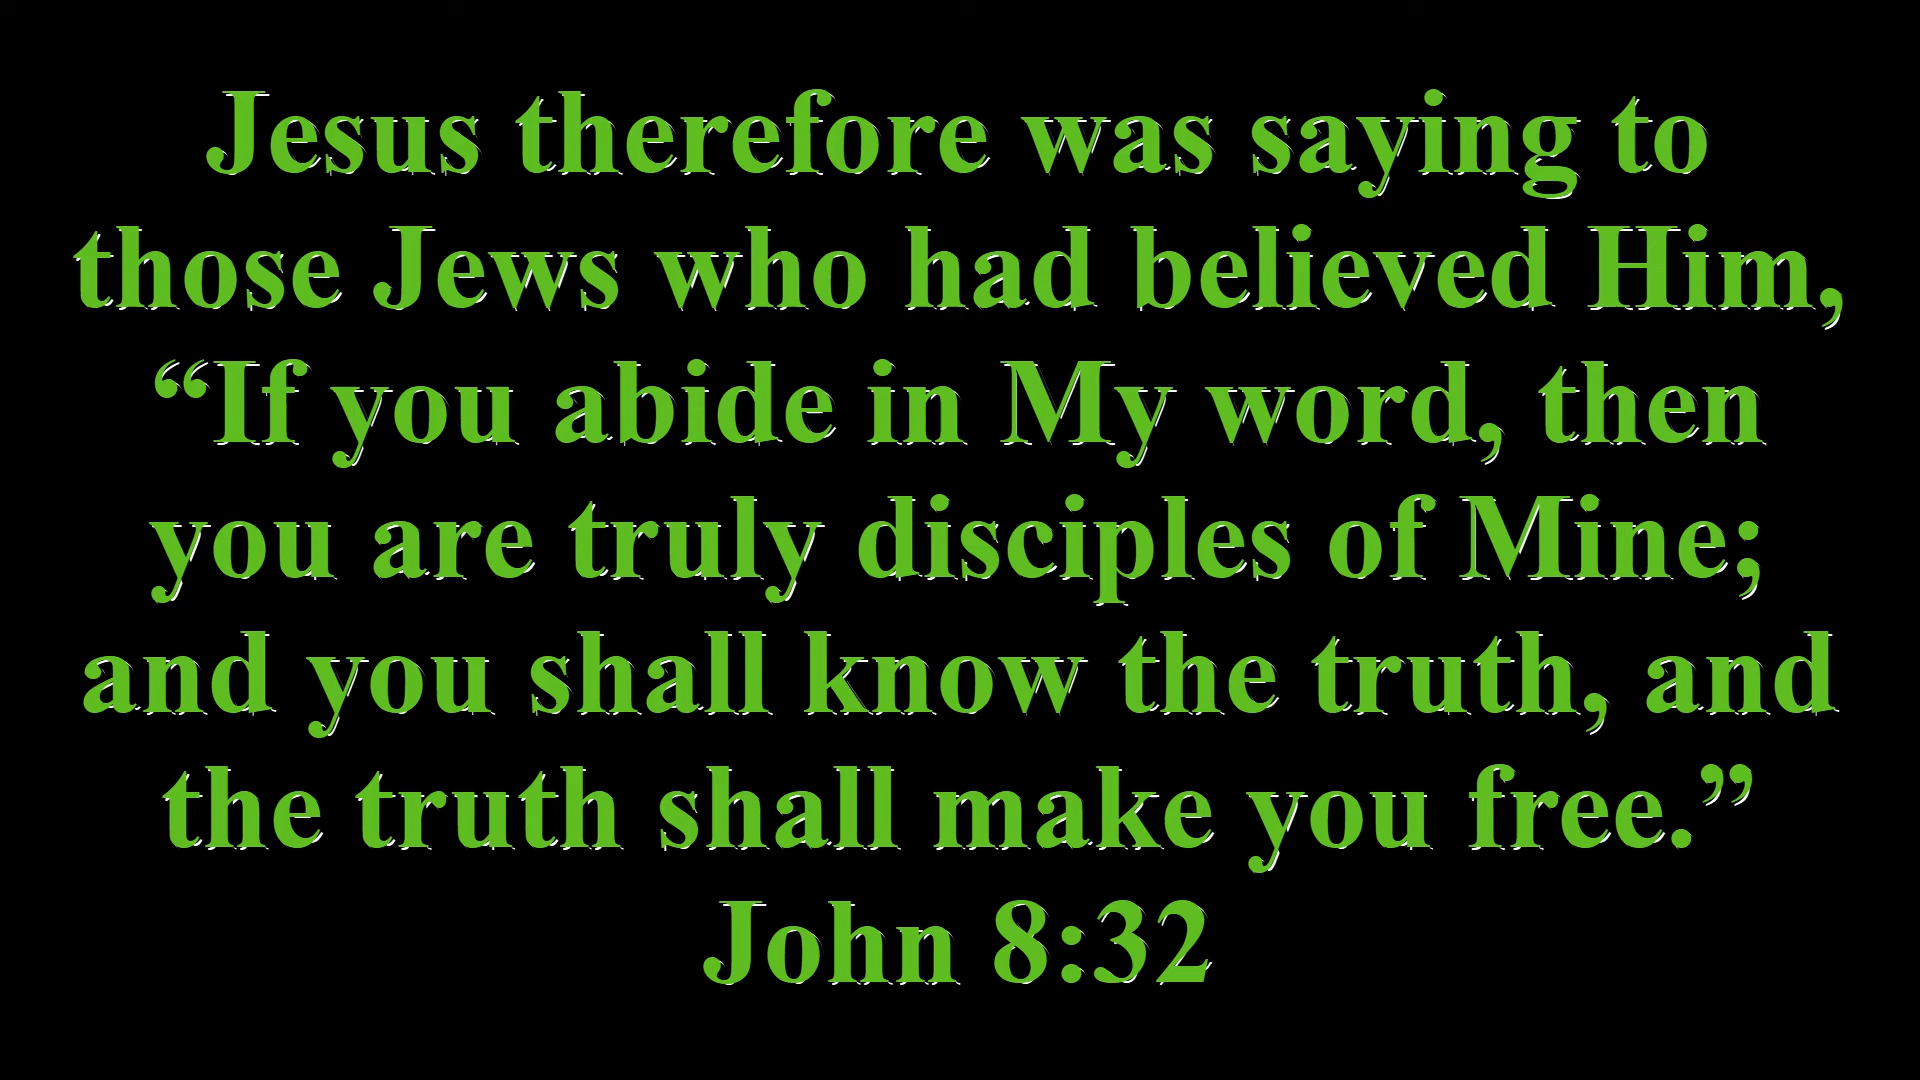 Jesus therefore was saying to
those Jews who had believed Him,
“If you abide in My word, then
you are truly disciples of Mine;
and you shall know the truth, and
the truth shall make you free.”
John 8:32